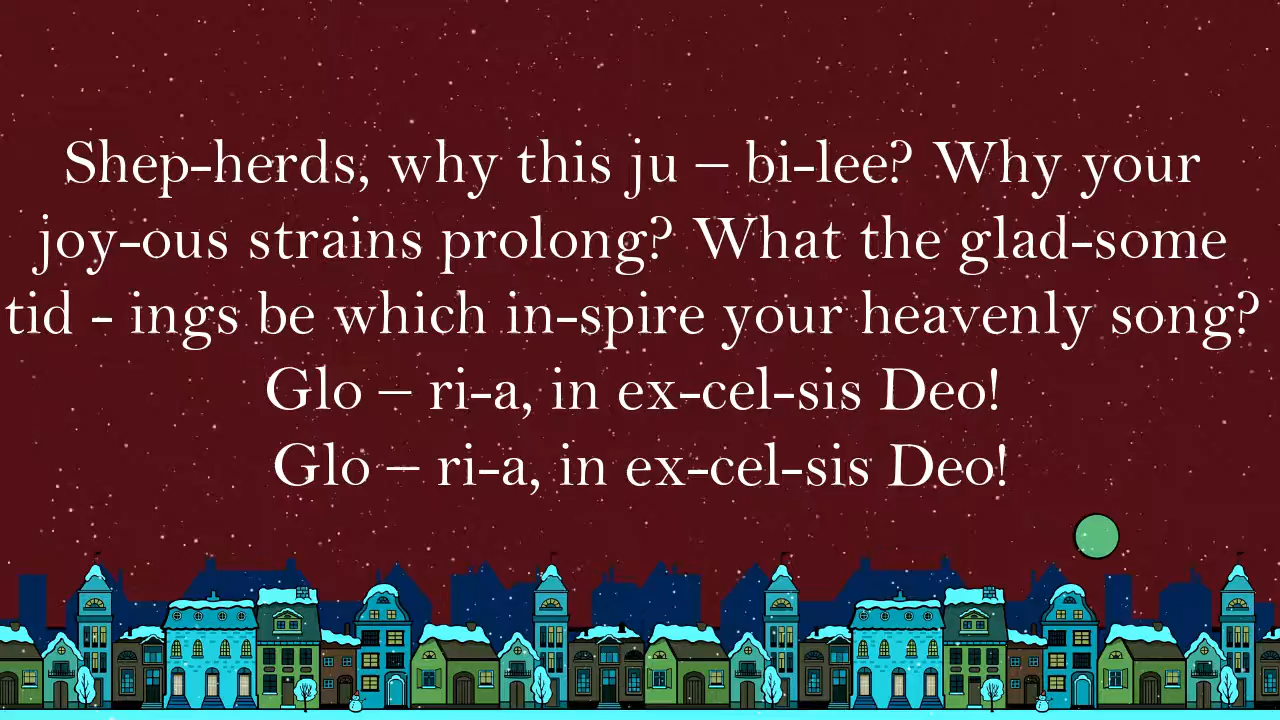 Shep-herds, why this ju – bi-lee? Why your
joy-ous strains prolong? What the glad-some
tid - ings be which in-spire your heavenly song?
Glo – ri-a, in ex-cel-sis Deo!
Glo – ri-a, in ex-cel-sis Deo!